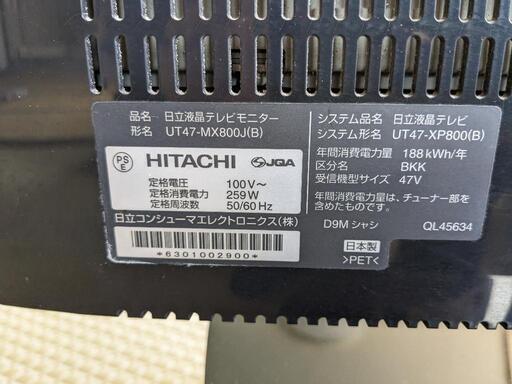 品名: 日立液晶テレビモニター
形名: UT47-MX800J(B)
PS
E
HITACHI
JQA
定格電圧 100V～
定格消費電力 259W
定格周波数 50/60Hz
日立コンシューマエレクトロニクス(株)
*6301002900*
システム品名: 日立液晶テレビ
システム形名: UT47-XP800(B)
年間消費電力量 188kWh/年
区分名 BKK
受信機型サイズ 47V
年間消費電力量は、チューナー部を
含めたものです。
D9M シャシ QL45634
日本製
>PET<